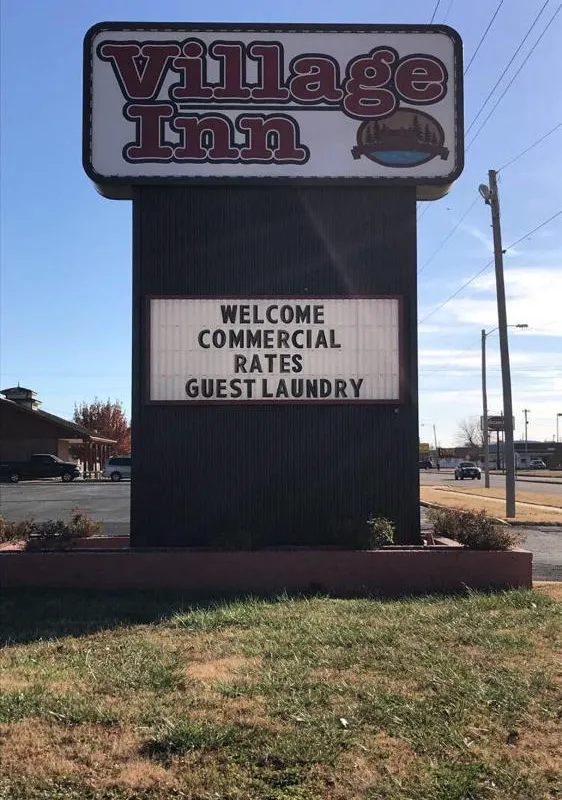 Village
Inn
WELCOME
COMMERCIAL
RATES
GUEST LAUNDRY